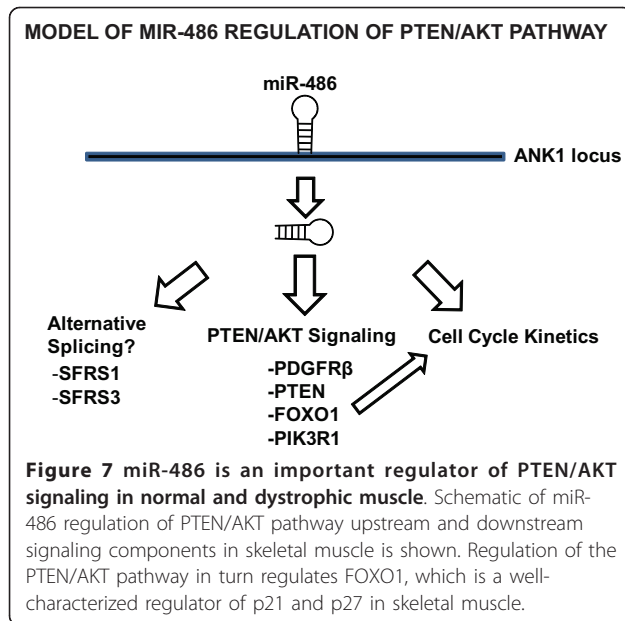 MODEL OF MIR-486 REGULATION OF PTEN/AKT PATHWAY
miR-486
ANK1 locus
Alternative
Splicing?
-SFRS1
-SFRS3
PTEN/AKT Signaling
-PDGFRβ
-PTEN
-FOXO1
-PIK3R1
Cell Cycle Kinetics
Figure 7 miR-486 is an important regulator of PTEN/AKT
signaling in normal and dystrophic muscle. Schematic of miR-
486 regulation of PTEN/AKT pathway upstream and downstream
signaling components in skeletal muscle is shown. Regulation of the
PTEN/AKT pathway in turn regulates FOXO1, which is a well-
characterized regulator of p21 and p27 in skeletal muscle.